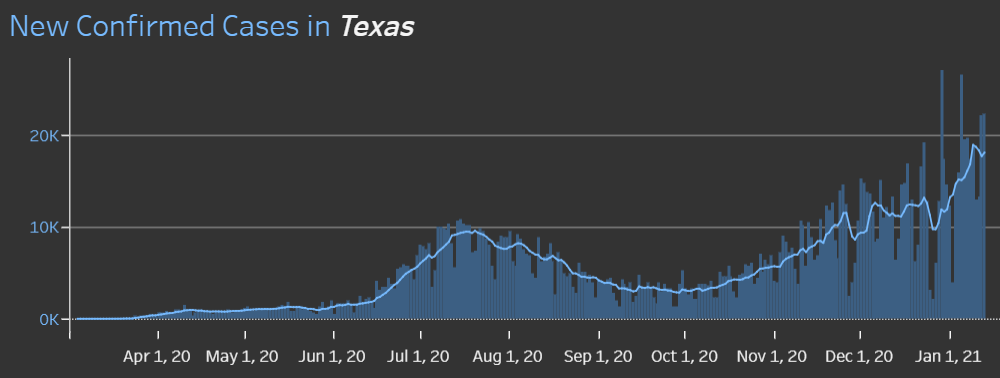 New Confirmed Cases in Texas
20K
10K
0K
Apr 1, 20 May 1, 20 Jun 1, 20 Jul 1, 20 Aug 1, 20 Sep 1, 20 Oct 1, 20 Nov 1, 20 Dec 1, 20 Jan 1, 21